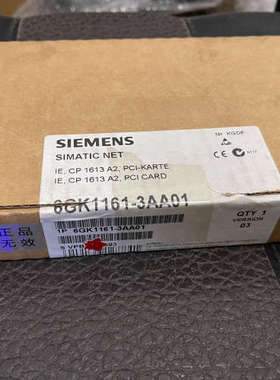 SIEMENS
SIMATIC NET
IE, CP 1613 A2, PCI-KARTE
IE, CP 1613 A2, PCI CARD
6GK1161-3AA01
1P 6GK1161-3AA01
QTY 1
VERSION
03
S VPB
正品
无效